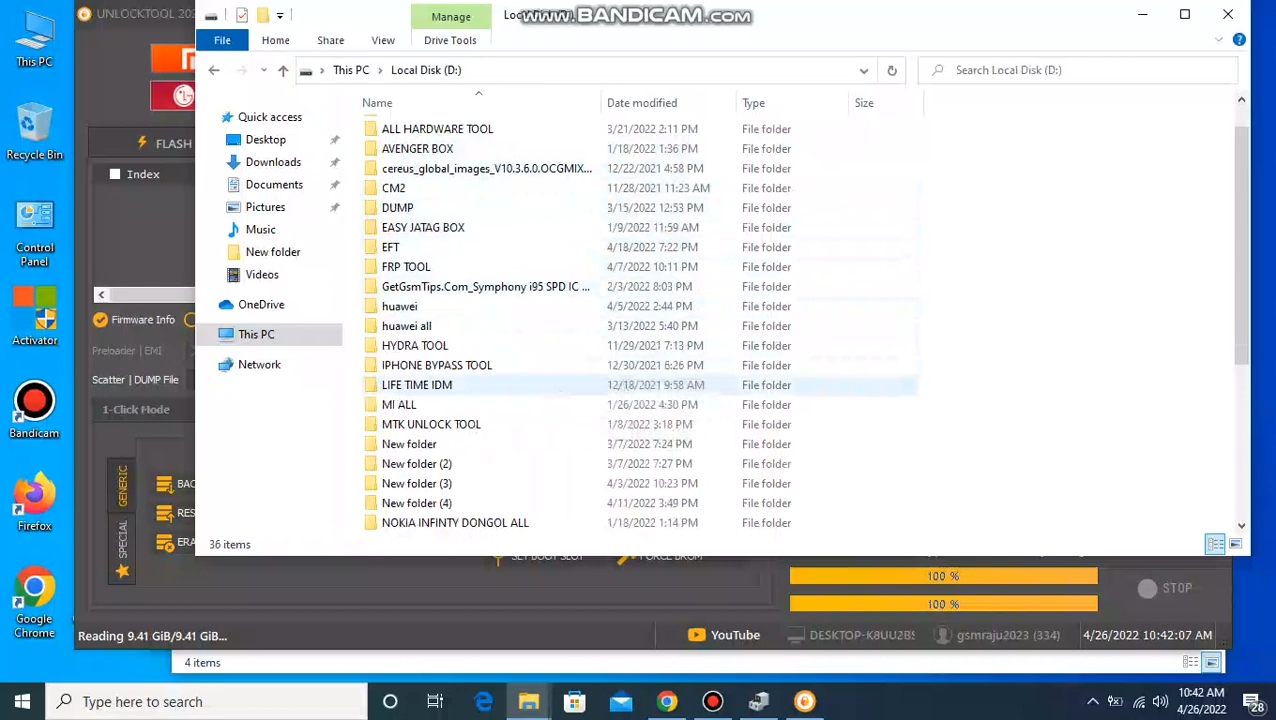 UNLOCKTOOL 202
Manage
www.BANDICAM.com
File
Home
Share
View
Drive Tools
This PC > Local Disk (D:)
Search Local Disk (D:)
Name
Date modified
Type
Size
Quick access
Desktop
Downloads
Documents
Pictures
Music
New folder
Videos
OneDrive
This PC
Network
ALL HARDWARE TOOL 3/21/2022 2:11 PM File folder
AVENGER BOX 1/18/2022 1:36 PM File folder
cereus_global_images_V10.3.6.0.OCGMIX... 12/22/2021 4:58 PM File folder
CM2 11/28/2021 11:23 AM File folder
DUMP 3/15/2022 12:53 PM File folder
EASY JATAG BOX 1/9/2022 11:59 AM File folder
EFT 4/18/2022 7:22 PM File folder
FRP TOOL 4/7/2022 10:11 PM File folder
GetGsmTips.Com_Symphony i95 SPD IC ... 2/3/2022 8:03 PM File folder
huawei 4/5/2022 2:44 PM File folder
huawei all 3/13/2022 5:40 PM File folder
HYDRA TOOL 11/29/2021 7:13 PM File folder
IPHONE BYPASS TOOL 12/30/2021 6:26 PM File folder
LIFE TIME IDM 12/18/2021 9:58 AM File folder
MI ALL 1/26/2022 4:30 PM File folder
MTK UNLOCK TOOL 1/8/2022 3:18 PM File folder
New folder 3/7/2022 7:24 PM File folder
New folder (2) 3/7/2022 7:27 PM File folder
New folder (3) 4/3/2022 10:23 PM File folder
New folder (4) 4/11/2022 3:49 PM File folder
NOKIA INFINTY DONGOL ALL 1/18/2022 1:14 PM File folder
36 items
This PC
Recycle Bin
Control Panel
Activator
Bandicam
Firefox
Google Chrome
LG
FLASH
Index
Firmware Info
Preloader | EMI
Scatter | DUMP File
1-Click Mode
GENERIC
SPECIAL
BAC
RES
ERA
SET BOOT SLOT
FORCE BROM
100 %
100 %
STOP
Reading 9.41 GiB/9.41 GiB...
YouTube
DESKTOP-K8UU2BS
gsmraju2023 (334)
4/26/2022 10:42:07 AM
4 items
Type here to search
10:42 AM
4/26/2022
28